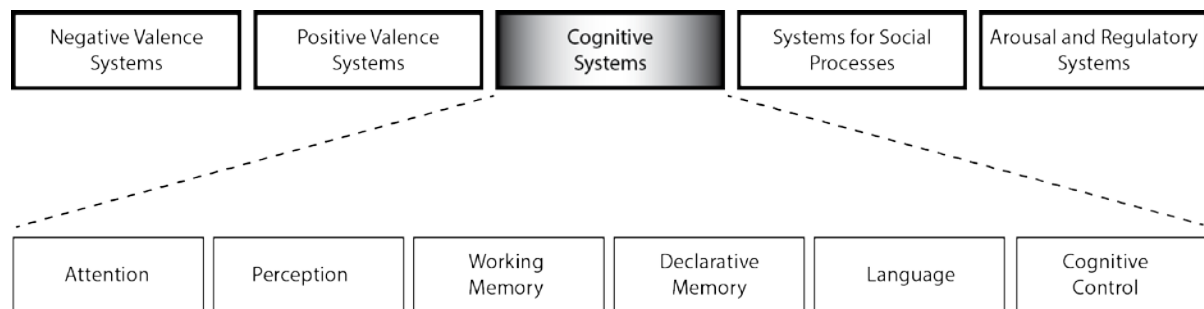 Negative Valence
Systems
Positive Valence
Systems
Cognitive
Systems
Systems for Social
Processes
Arousal and Regulatory
Systems
Attention
Perception
Working
Memory
Declarative
Memory
Language
Cognitive
Control